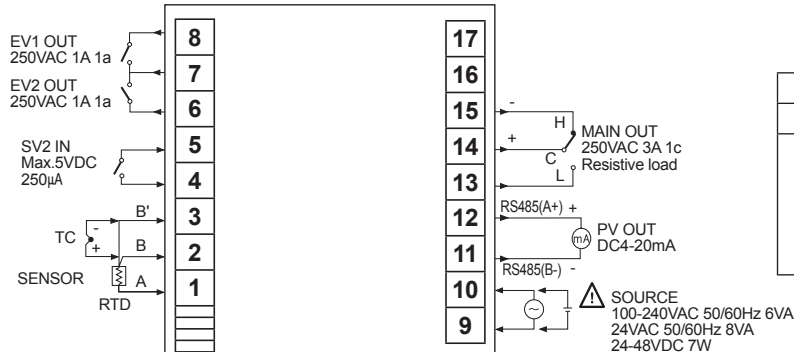 EV1 OUT
250VAC 1A 1a
EV2 OUT
250VAC 1A 1a
SV2 IN
Max.5VDC
250µA
B'
-
TC
+
B
SENSOR
A
RTD
8
7
6
5
4
3
2
1
17
16
15
14
13
12
11
10
9
-
H
+
C
L
MAIN OUT
250VAC 3A 1c
Resistive load
RS485(A+) +
mA
PV OUT
DC4-20mA
RS485(B-) -
~
!
SOURCE
100-240VAC 50/60Hz 6VA
24VAC 50/60Hz 8VA
24-48VDC 7W